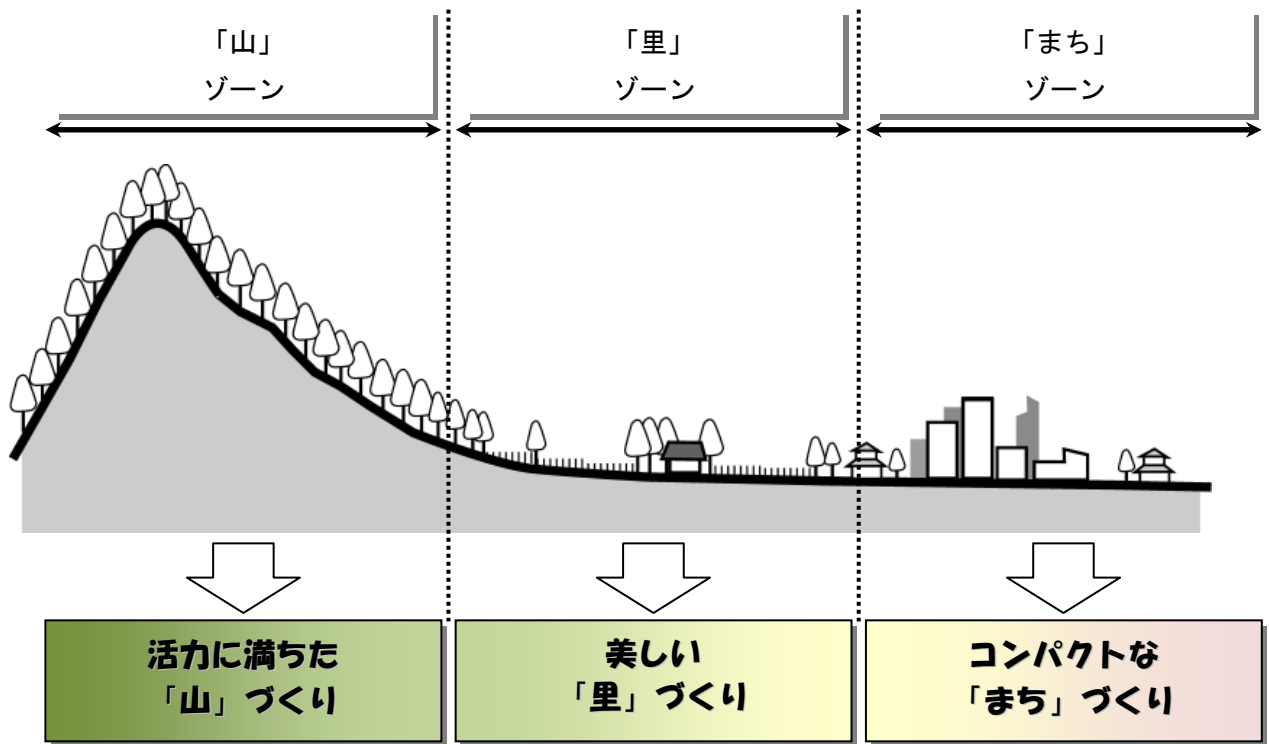 「山」
ゾーン
「里」
ゾーン
「まち」
ゾーン
活力に満ちた
「山」づくり
美しい
「里」づくり
コンパクトな
「まち」づくり